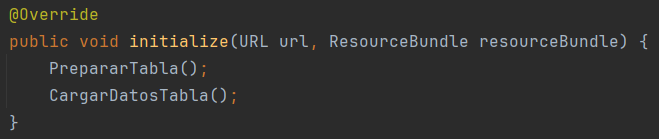 @Override
public void initialize(URL url, ResourceBundle resourceBundle) {
    PrepararTabla();
    CargarDatosTabla();
}